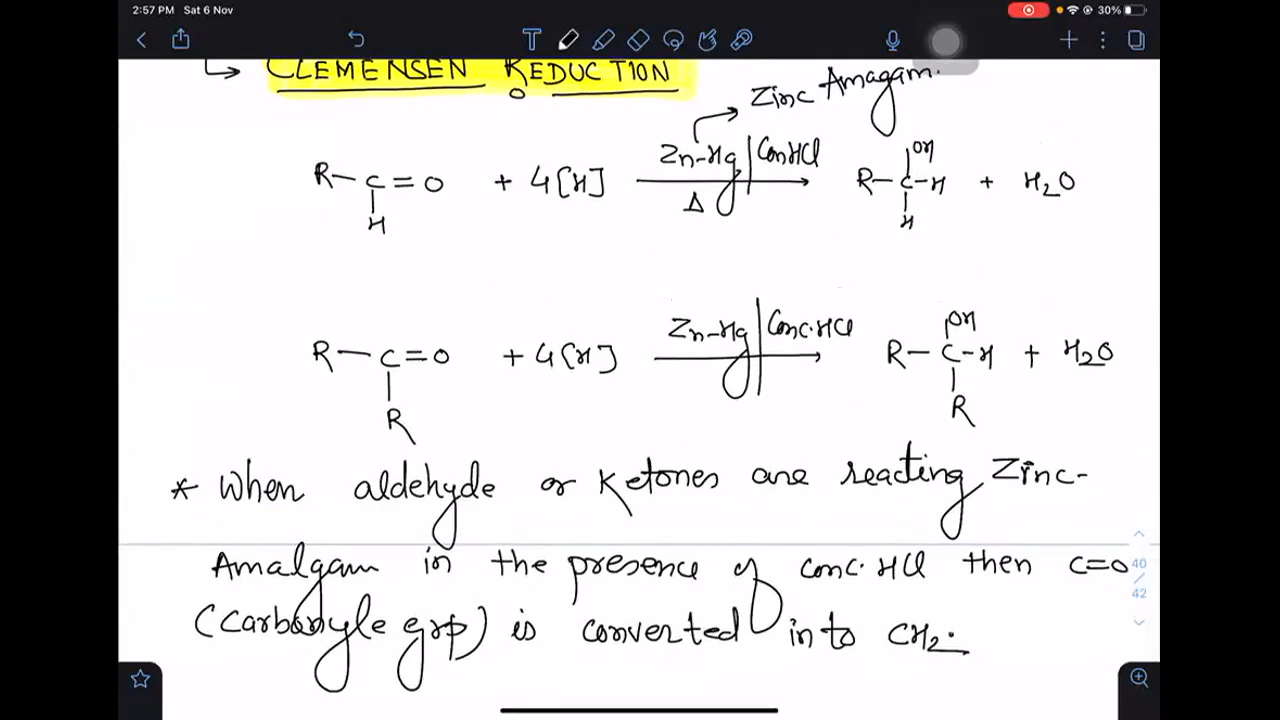 2:57 PM Sat 6 Nov
30%
CLEMENSEN REDUCTION
Zinc Amagam.
Zn-Hg | Con HCl
R-C=O + 4[H] → R-C-H + H2O
OH
Δ
H
H
Zn-Hg | Conc.HCl
R-C=O + 4[H] → R-C-H + H2O
OH
R
R
* When aldehyde or Ketones are reacting Zinc-
Amalgam in the presence of conc. HCl then C=O
(Carbonyle grp) is converted into CH2.
40
/
42